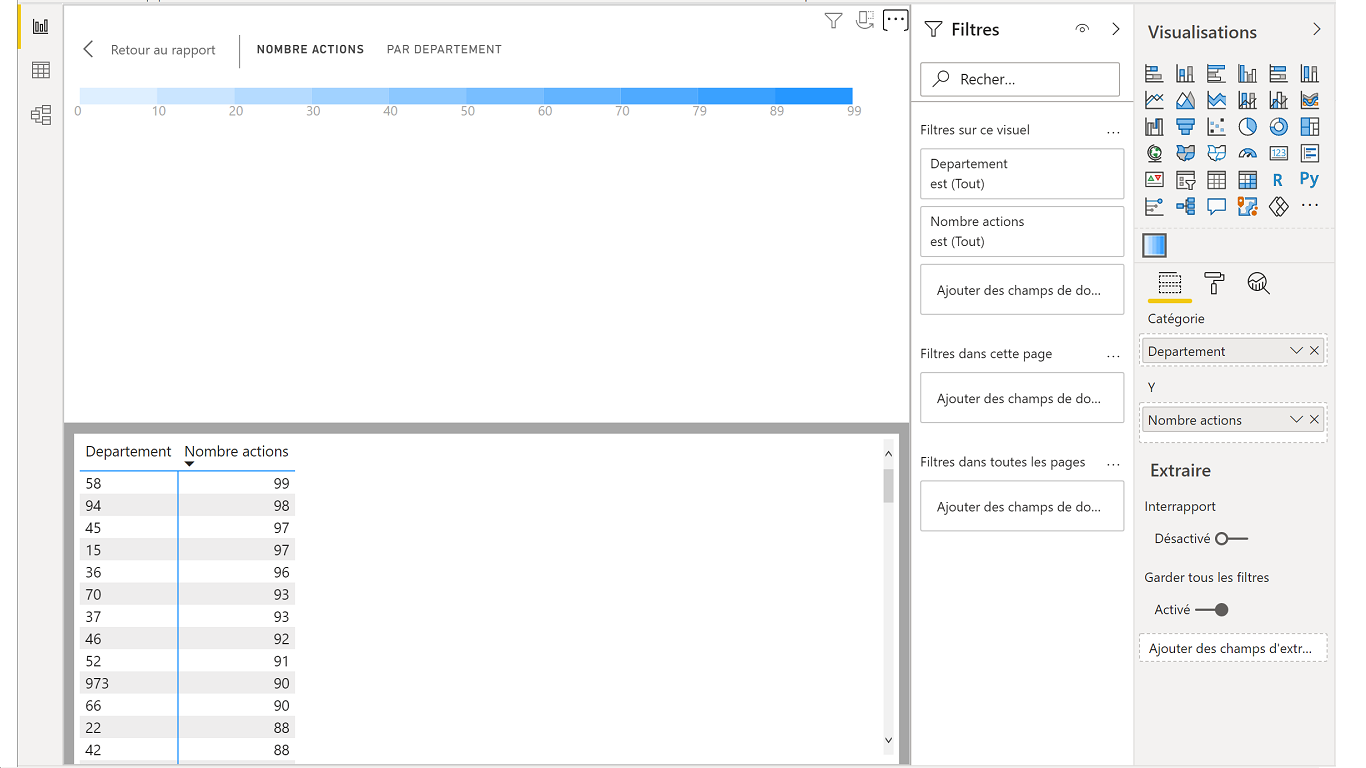 Retour au rapport
NOMBRE ACTIONS
PAR DEPARTEMENT
0 10 20 30 40 50 60 70 79 89 99
Departement Nombre actions
58 99
94 98
45 97
15 97
36 96
70 93
37 93
46 92
52 91
973 90
66 90
22 88
42 88
Filtres
Recher...
Filtres sur ce visuel ...
Departement
est (Tout)
Nombre actions
est (Tout)
Ajouter des champs de do...
Filtres dans cette page ...
Ajouter des champs de do...
Filtres dans toutes les pages ...
Ajouter des champs de do...
Visualisations
123
R Py
...
Catégorie
Departement
Y
Nombre actions
Extraire
Interrapport
Désactivé
Garder tous les filtres
Activé
Ajouter des champs d'extr...